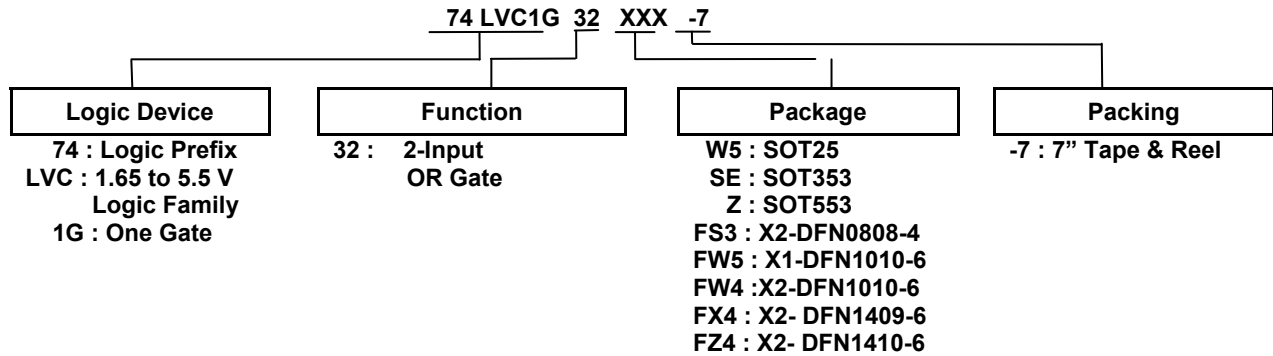 74 LVC1G 32 XXX -7
Logic Device
74 : Logic Prefix
LVC : 1.65 to 5.5 V
Logic Family
1G : One Gate
Function
32 : 2-Input
OR Gate
Package
W5 : SOT25
SE : SOT353
Z : SOT553
FS3 : X2-DFN0808-4
FW5 : X1-DFN1010-6
FW4 :X2-DFN1010-6
FX4 : X2- DFN1409-6
FZ4 : X2- DFN1410-6
Packing
-7 : 7” Tape & Reel